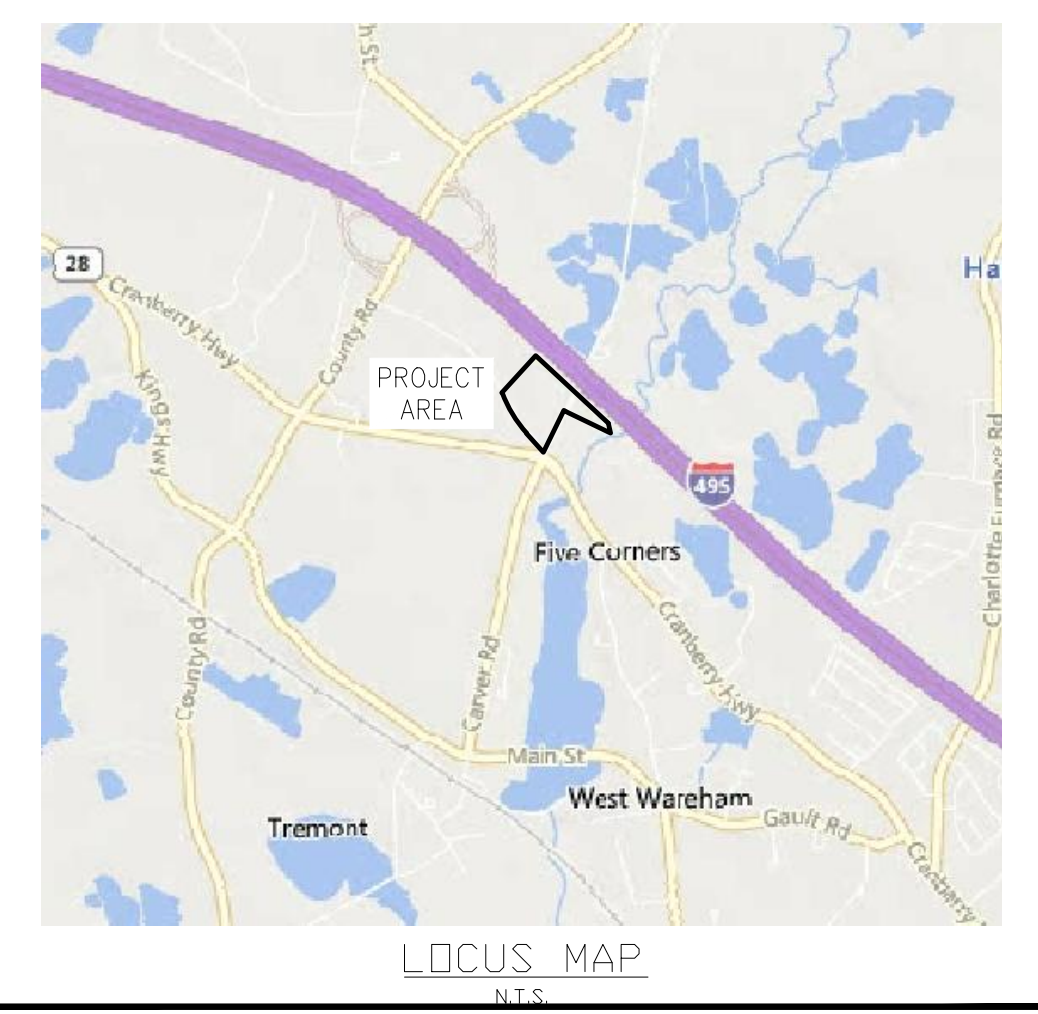 h St
28
Cranberry Hwy
County Rd
Ha
PROJECT
AREA
Kings Hwy
495
Charlotte Furnace Rd
Five Corners
Cranberry Hwy
County Rd
Carver Rd
Main St
West Wareham
Gault Rd
Tremont
Cranberry
LOCUS MAP
N.T.S.